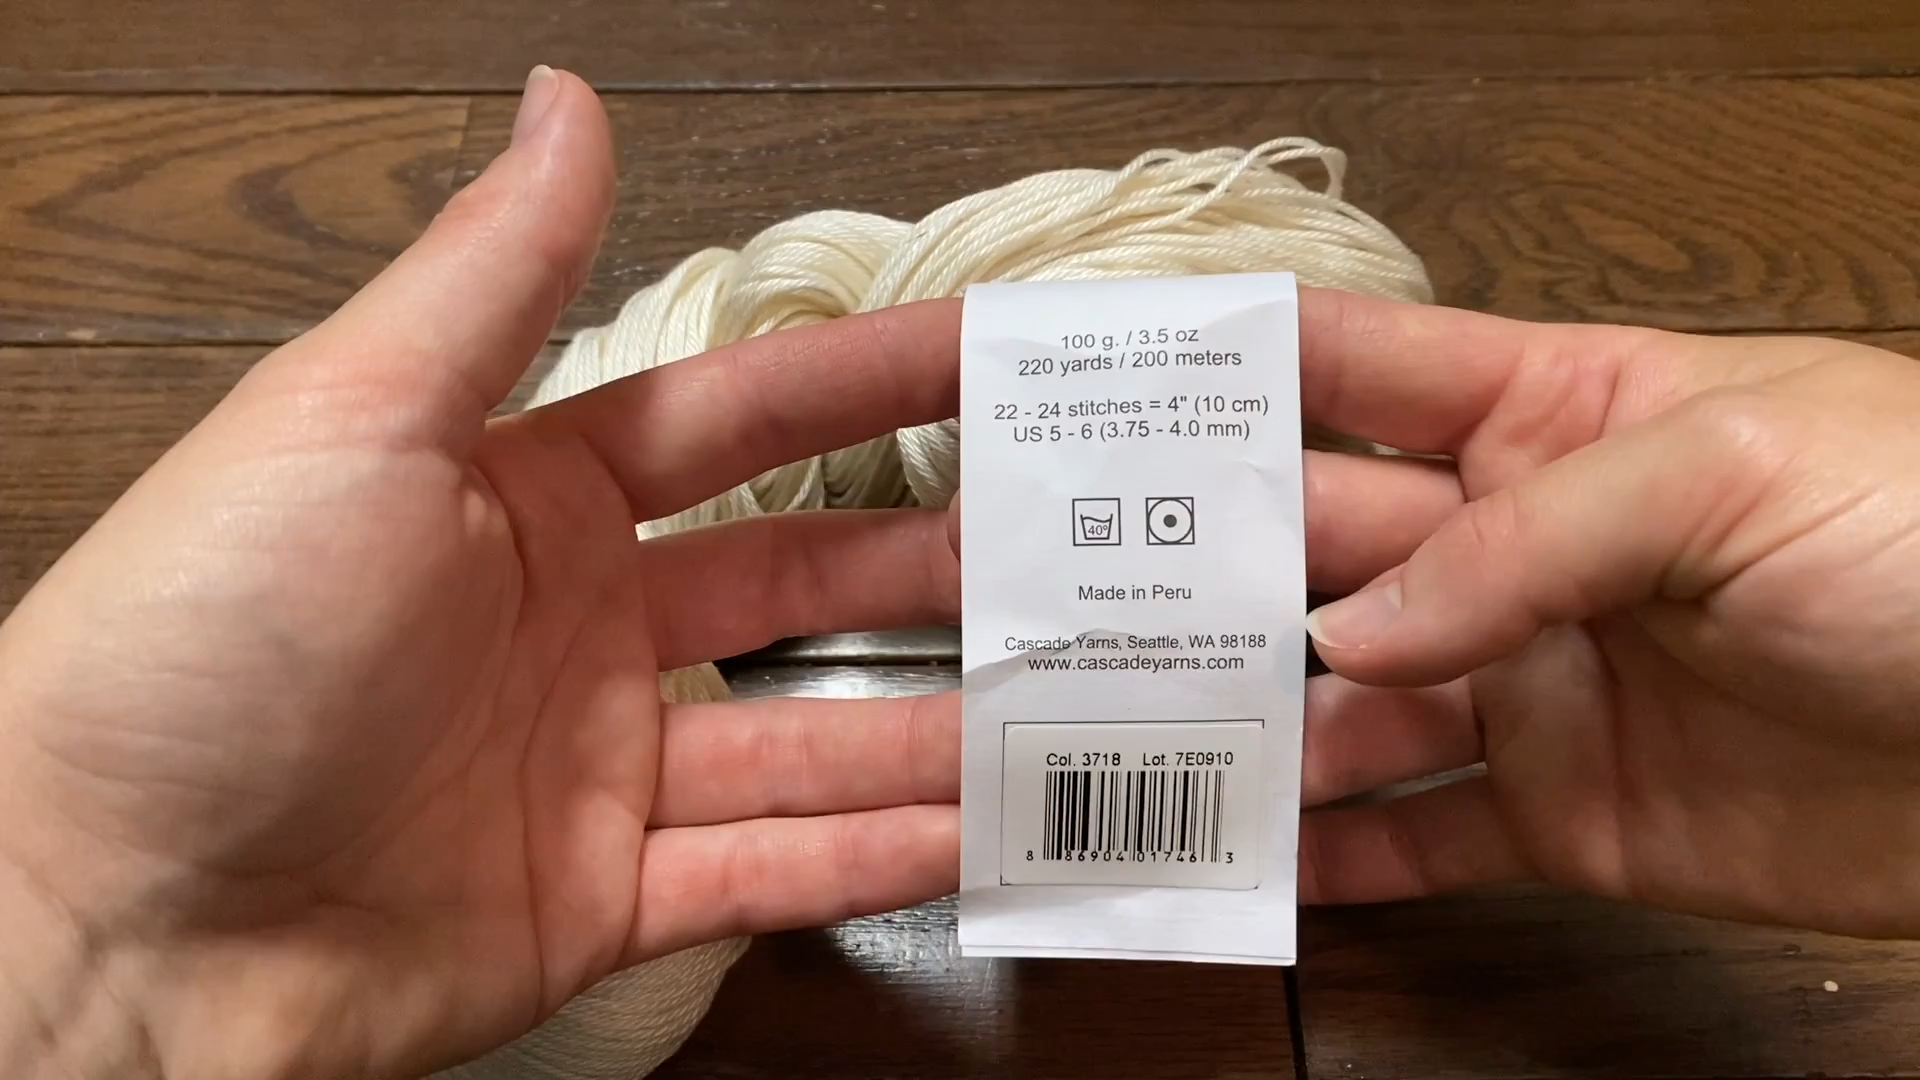 100 g. / 3.5 oz
220 yards / 200 meters
22 - 24 stitches = 4" (10 cm)
US 5 - 6 (3.75 - 4.0 mm)
40°
Made in Peru
Cascade Yarns, Seattle, WA 98188
www.cascadeyarns.com
Col. 3718 Lot. 7E0910
8 86904 01746 3